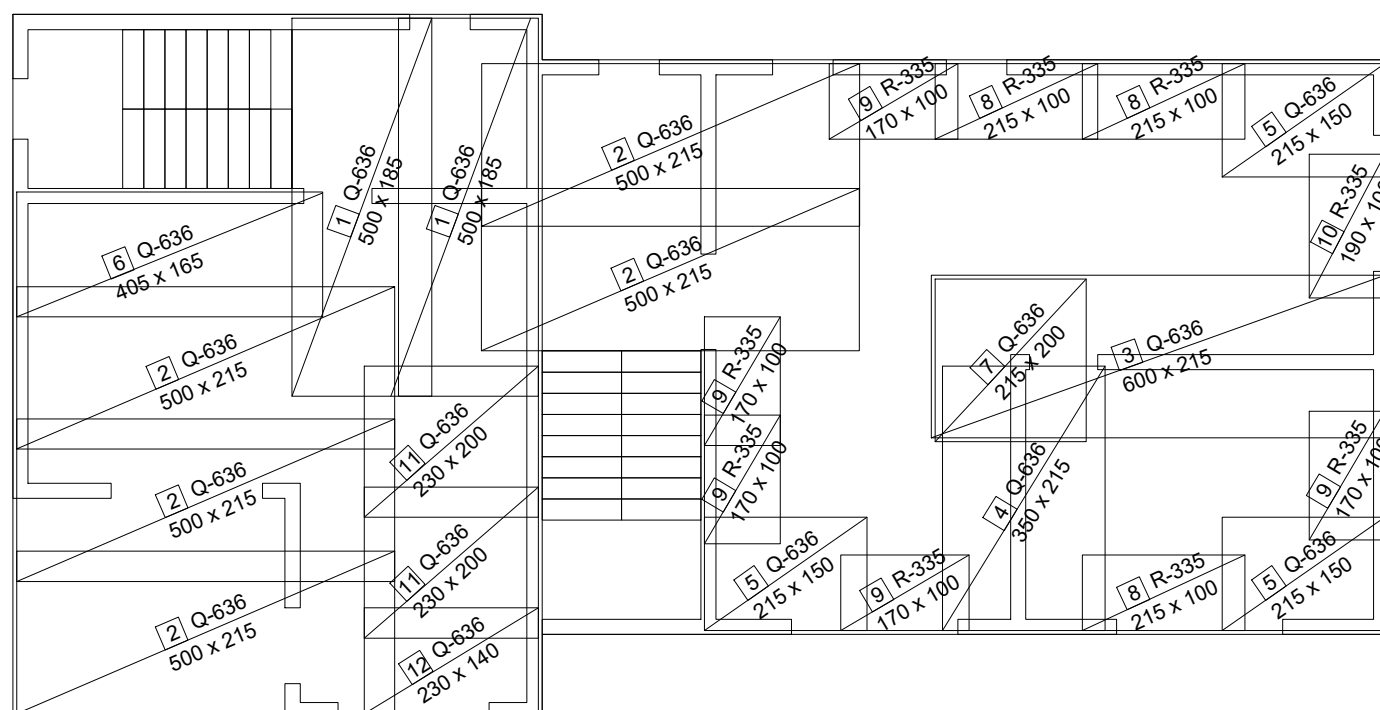 1 Q-636
500 x 185
1 Q-636
500 x 185
2 Q-636
500 x 215
9 R-335
170 x 100
8 R-335
215 x 100
8 R-335
215 x 100
5 Q-636
215 x 150
10 R-335
190 x 100
6 Q-636
405 x 165
2 Q-636
500 x 215
2 Q-636
500 x 215
9 R-335
170 x 100
7 Q-636
215 x 200
3 Q-636
600 x 215
11 Q-636
230 x 200
9 R-335
170 x 100
9 R-335
170 x 100
2 Q-636
500 x 215
4 Q-636
350 x 215
11 Q-636
230 x 200
5 Q-636
215 x 150
9 R-335
170 x 100
8 R-335
215 x 100
5 Q-636
215 x 150
2 Q-636
500 x 215
12 Q-636
230 x 140